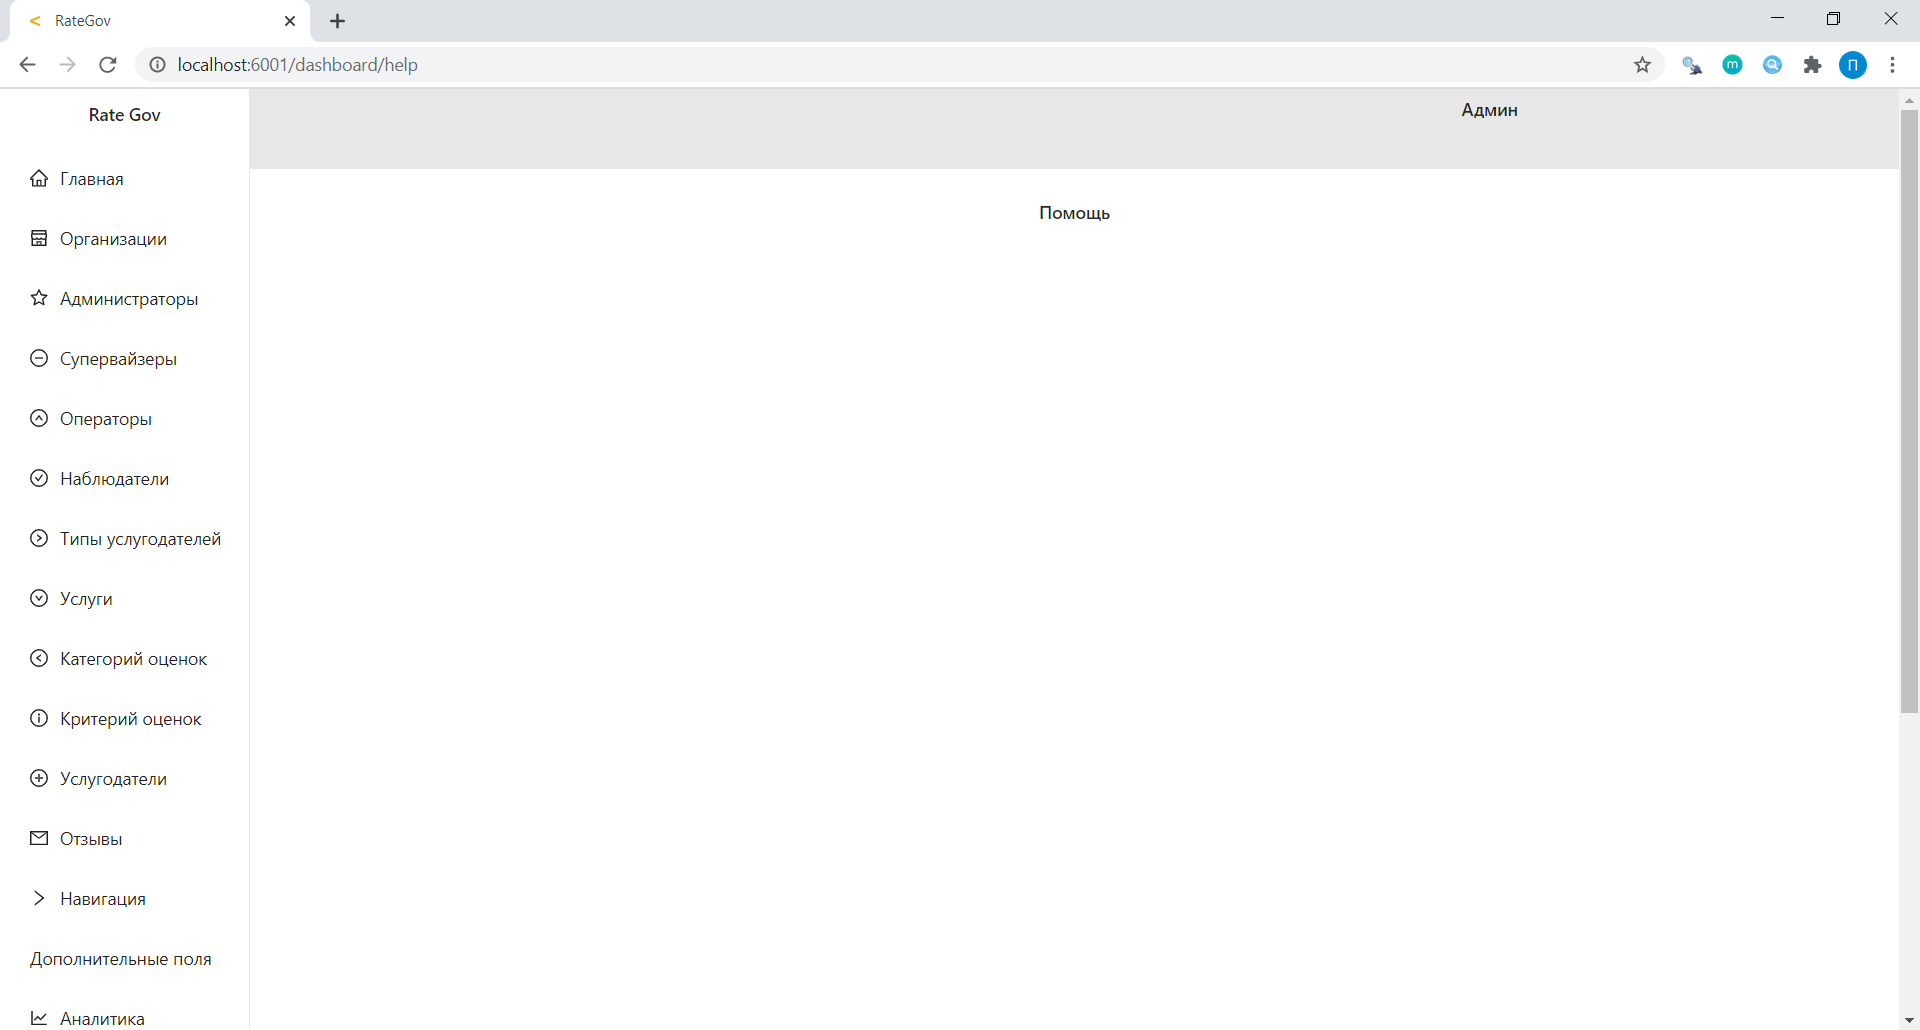 RateGov
localhost:6001/dashboard/help
m
П
Rate Gov
Админ
Главная
Помощь
Организации
Администраторы
Супервайзеры
Операторы
Наблюдатели
Типы услугодателей
Услуги
Категорий оценок
Критерий оценок
Услугодатели
Отзывы
Навигация
Дополнительные поля
Аналитика